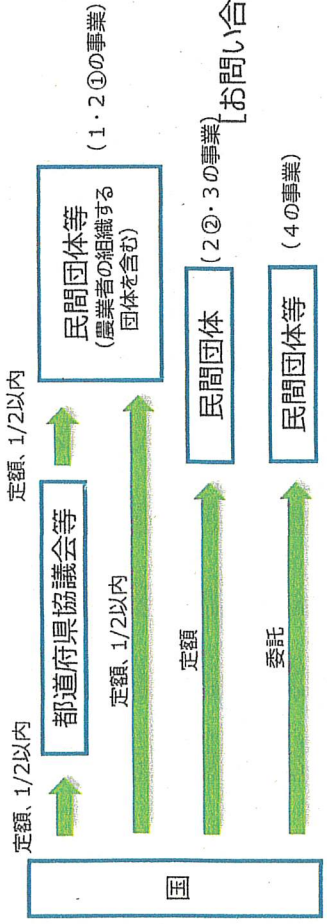 国
定額、1/2以内
都道府県協議会等
定額、1/2以内
民間団体等
(農業者の組織する
団体を含む)
(1・2①の事業)
定額、1/2以内
定額
民間団体
(2②・3の事業)
委託
民間団体等
(4の事業)
[お問い合